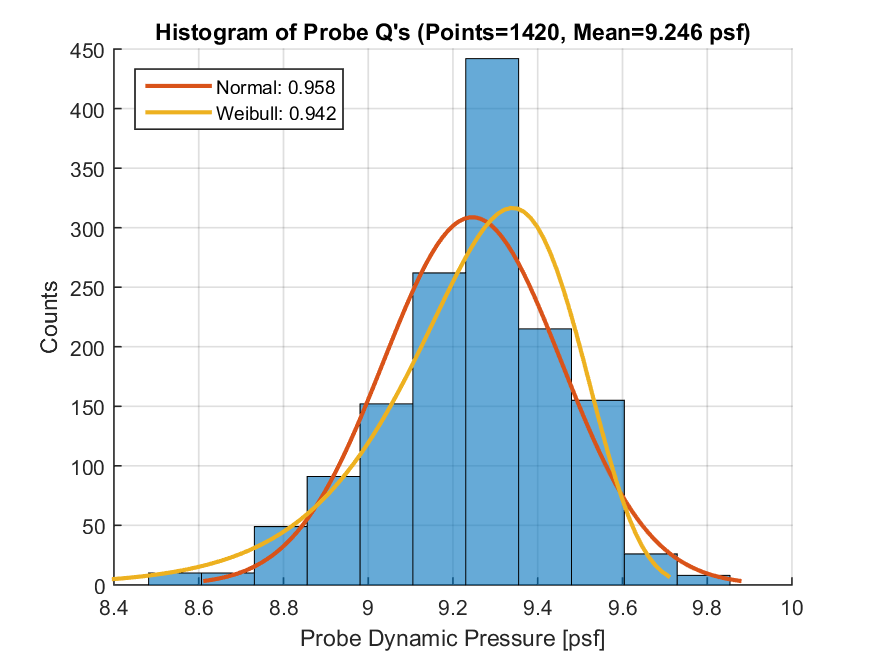 Histogram of Probe Q's (Points=1420, Mean=9.246 psf)
450
400
350
300
250
200
150
100
50
0
Normal: 0.958
Weibull: 0.942
Counts
8.4 8.6 8.8 9 9.2 9.4 9.6 9.8 10
Probe Dynamic Pressure [psf]